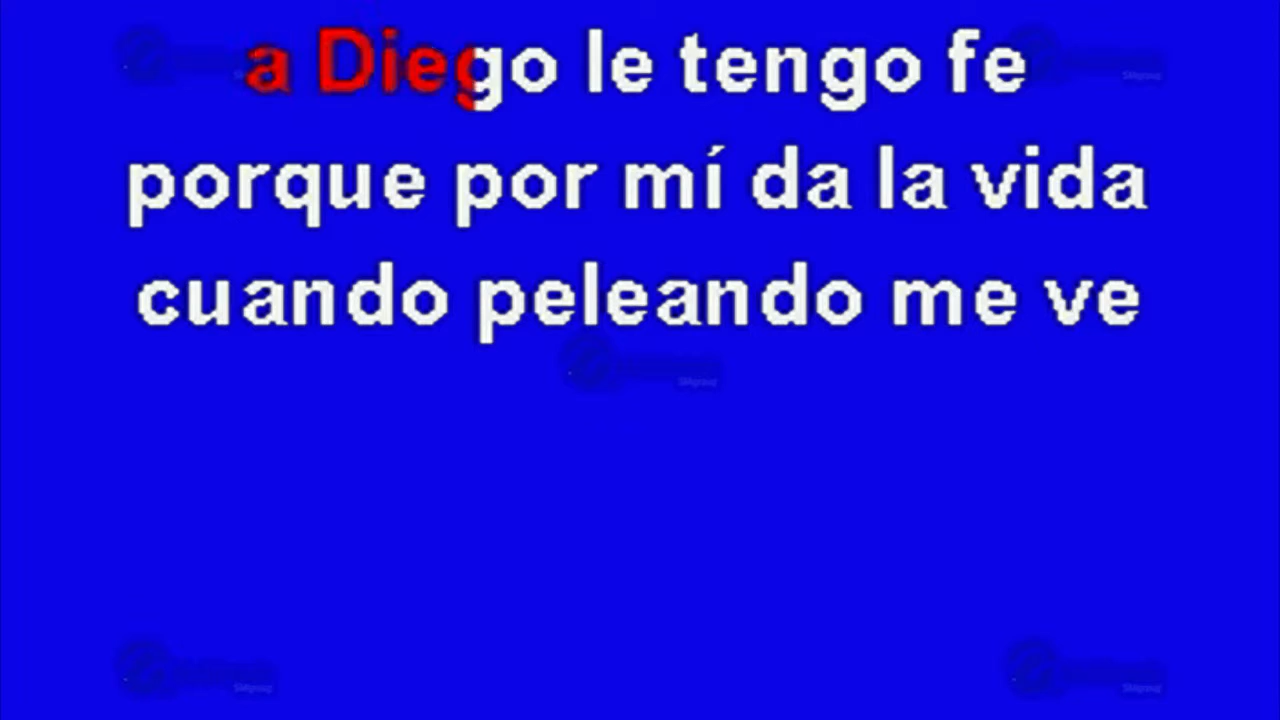 a Diego le tengo fe
porque por mí da la vida
cuando peleando me ve